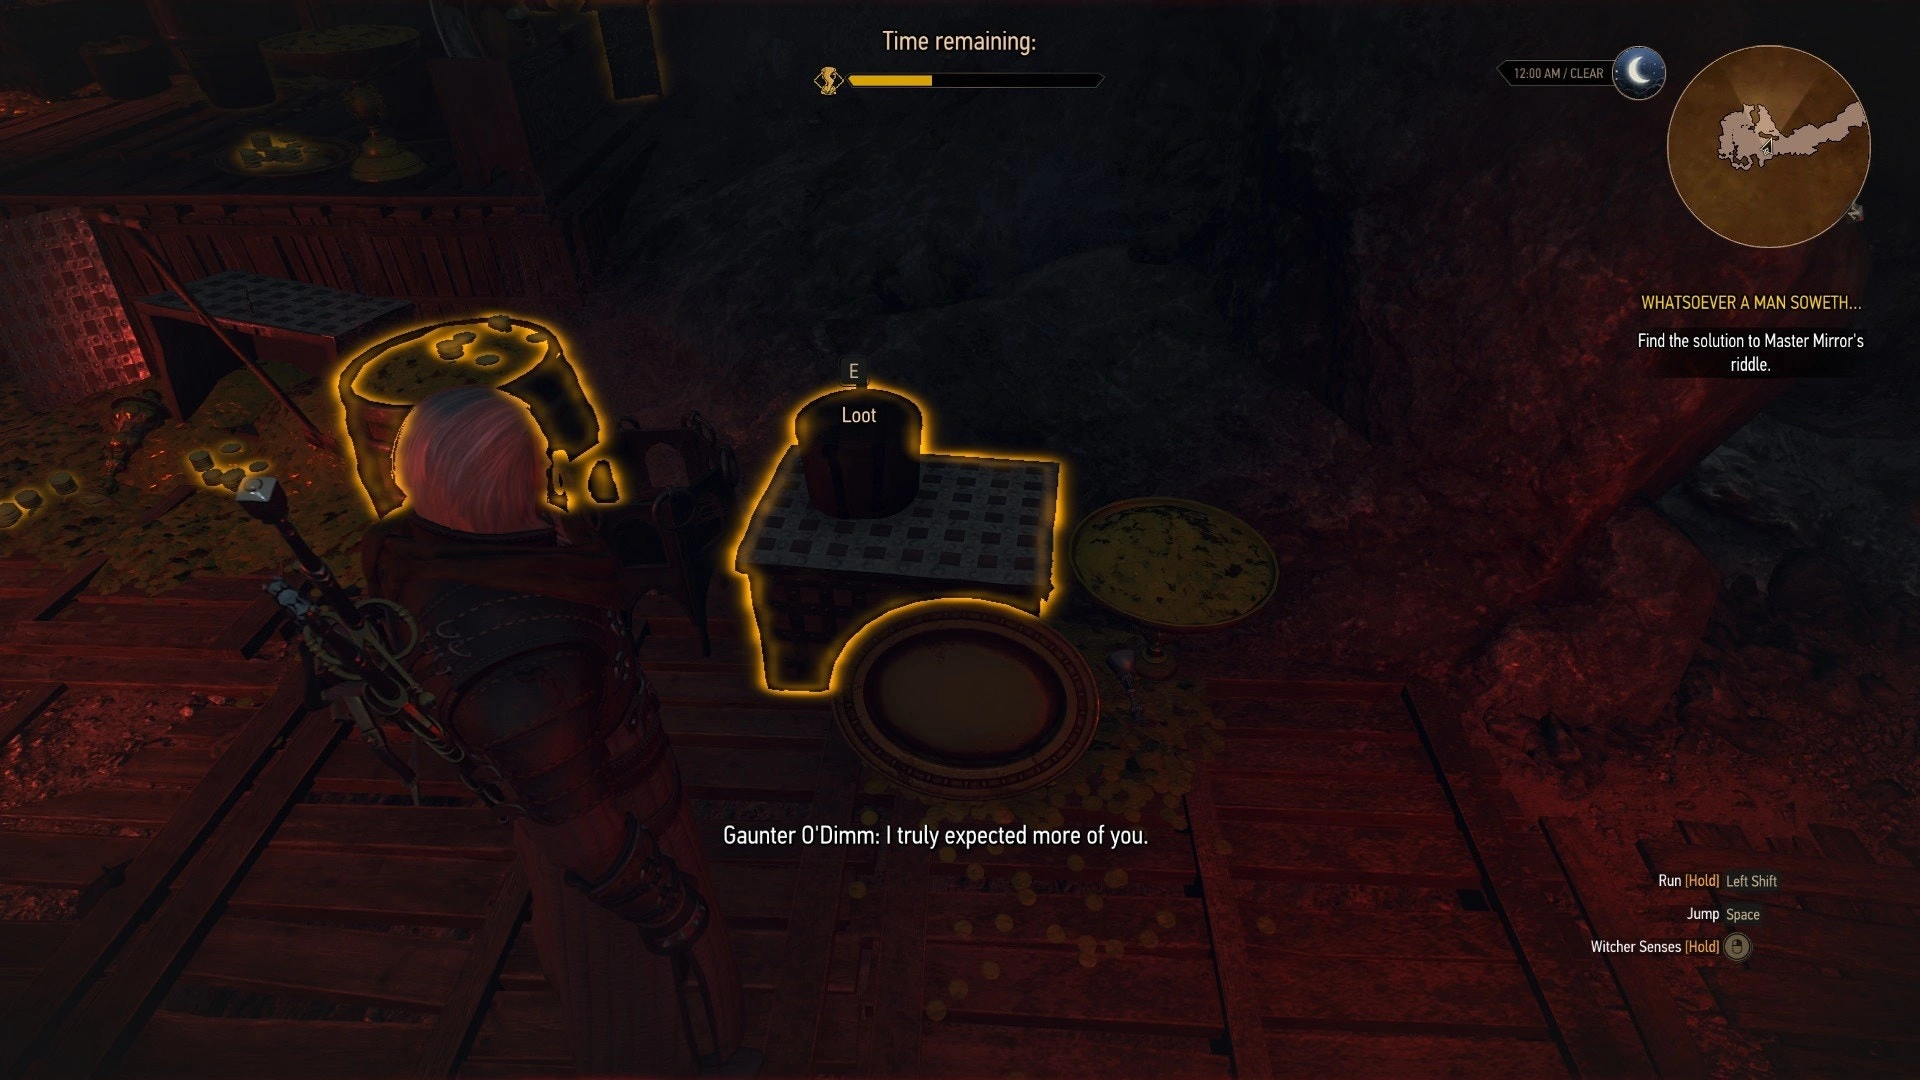 Time remaining:
12:00 AM / CLEAR
WHATSOEVER A MAN SOWETH...
Find the solution to Master Mirror's
riddle.
E
Loot
Gaunter O'Dimm: I truly expected more of you.
Run [Hold] Left Shift
Jump Space
Witcher Senses [Hold]